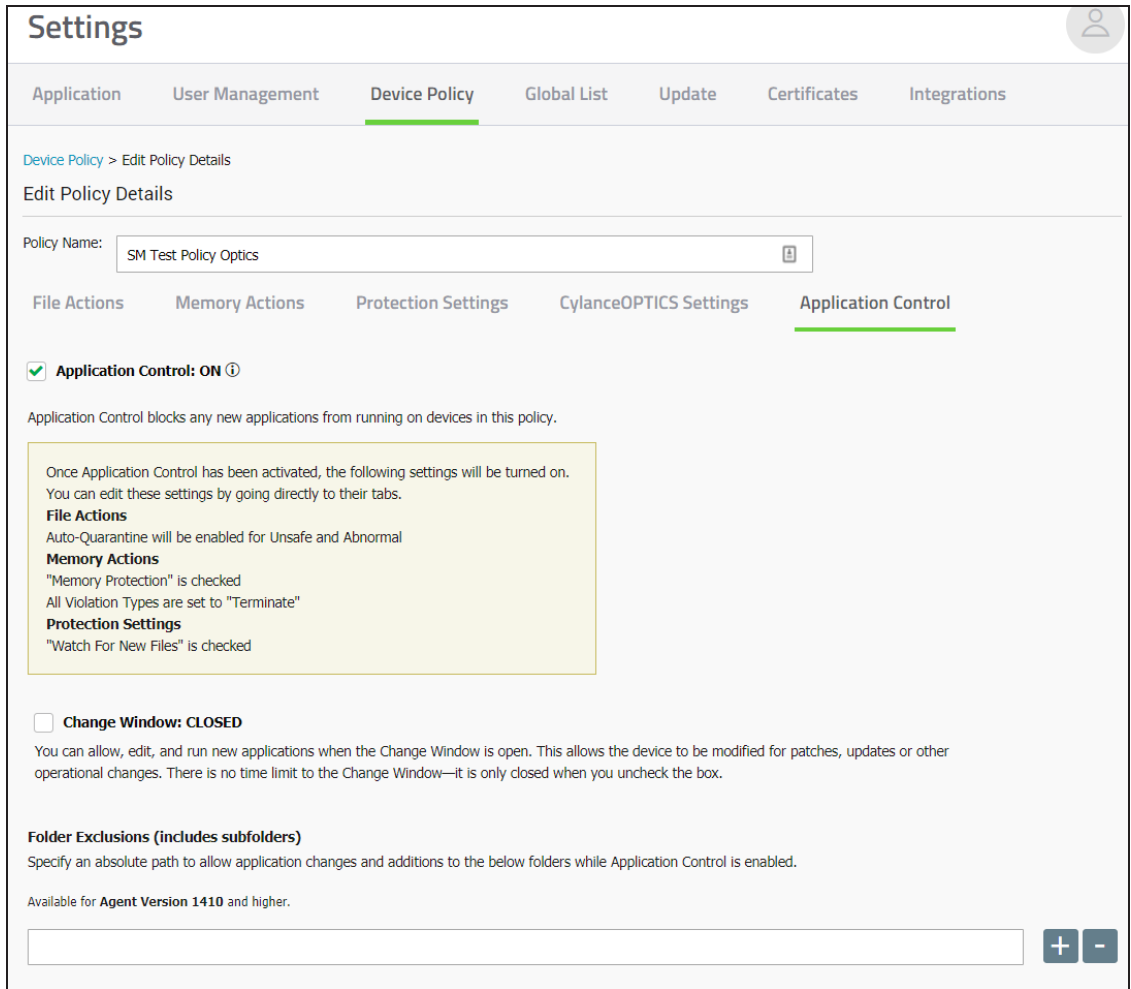 Settings
Application User Management Device Policy Global List Update Certificates Integrations
Device Policy > Edit Policy Details
Edit Policy Details
Policy Name: SM Test Policy Optics
File Actions Memory Actions Protection Settings CylanceOPTICS Settings Application Control
Application Control: ON
Application Control blocks any new applications from running on devices in this policy.
Once Application Control has been activated, the following settings will be turned on.
You can edit these settings by going directly to their tabs.
File Actions
Auto-Quarantine will be enabled for Unsafe and Abnormal
Memory Actions
"Memory Protection" is checked
All Violation Types are set to "Terminate"
Protection Settings
"Watch For New Files" is checked
Change Window: CLOSED
You can allow, edit, and run new applications when the Change Window is open. This allows the device to be modified for patches, updates or other
operational changes. There is no time limit to the Change Window—it is only closed when you uncheck the box.
Folder Exclusions (includes subfolders)
Specify an absolute path to allow application changes and additions to the below folders while Application Control is enabled.
Available for Agent Version 1410 and higher.
+ -